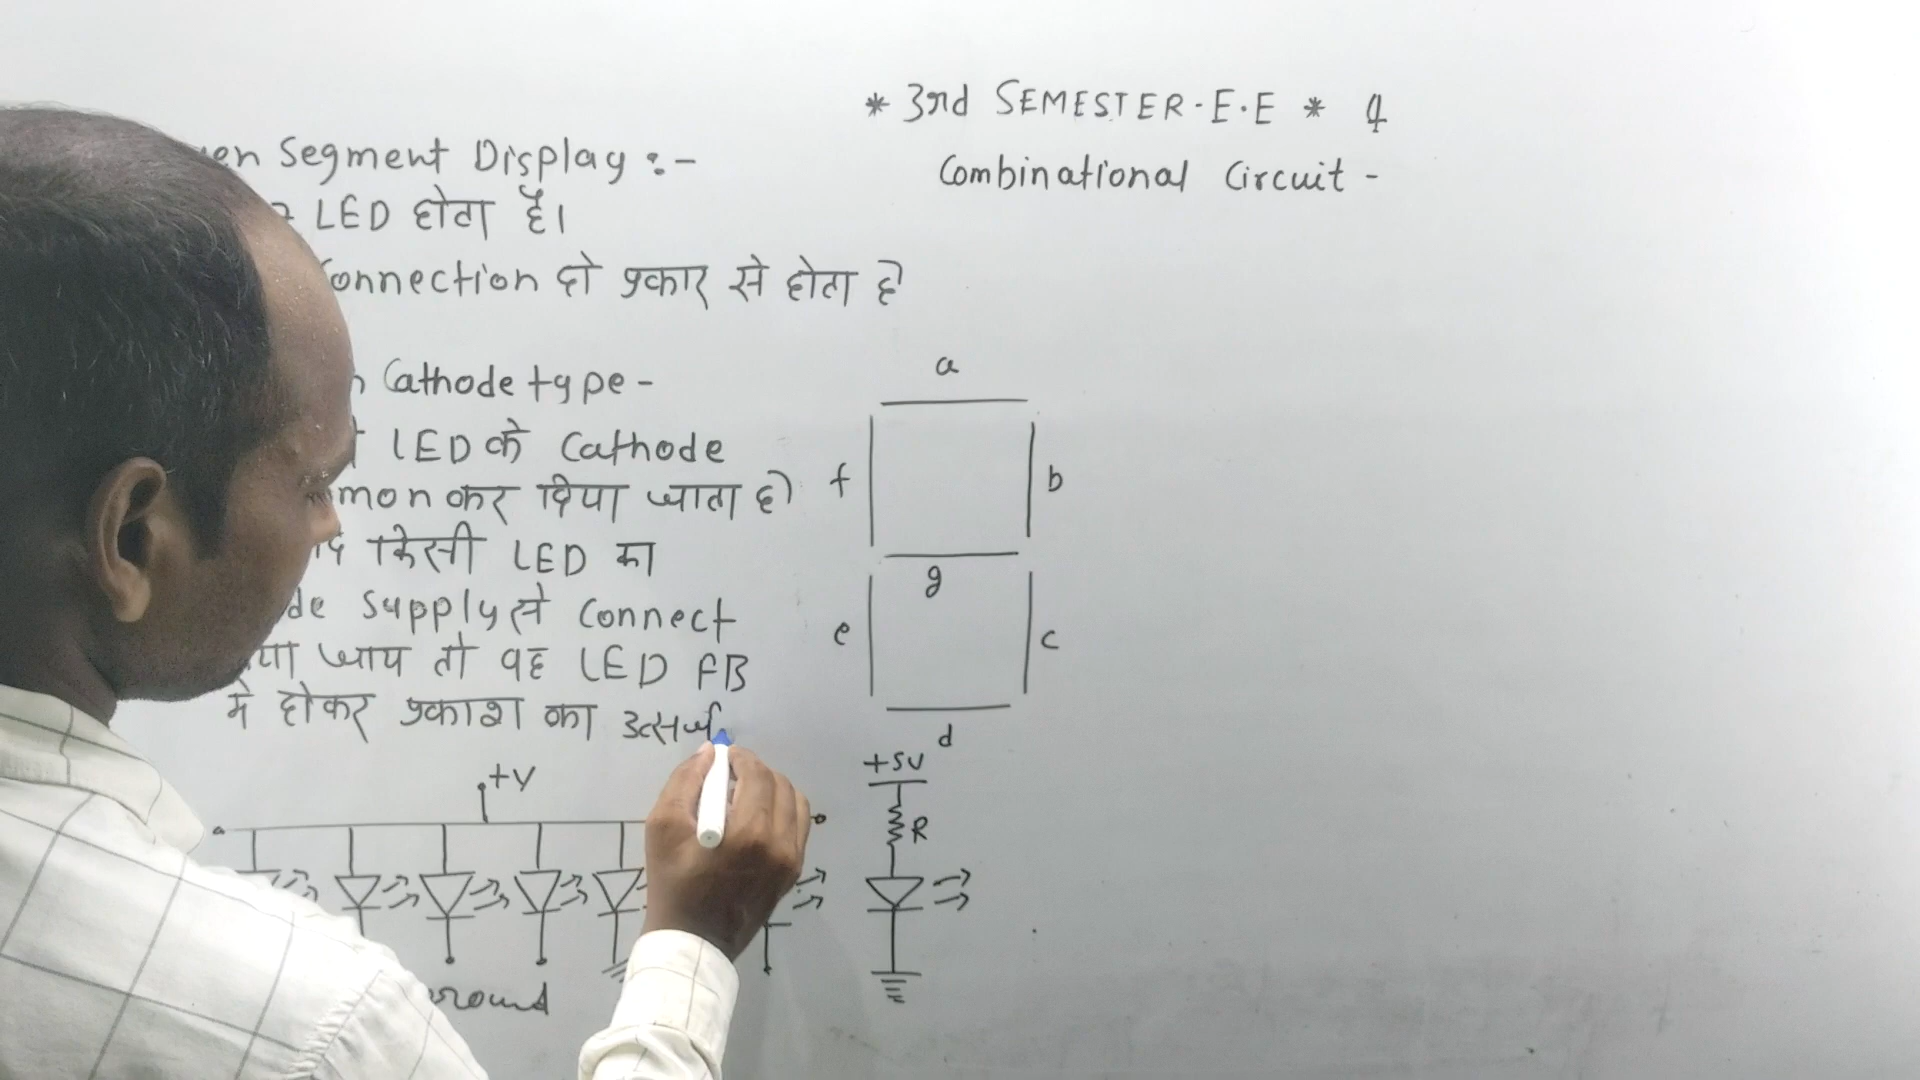 * 3rd SEMESTER-E.E * 4
Combinational Circuit -
Segment Display :-
LED होता है।
onnection दो प्रकार से होता है
Cathode type -
LED के Cathode
mon कर दिया जाता है
किसी LED का
de Supply से Connect
जाय तो वह LED FB
मे होकर प्रकाश का उत्सर्ज
a
f
b
g
e
c
d
+V
+5V
R
round